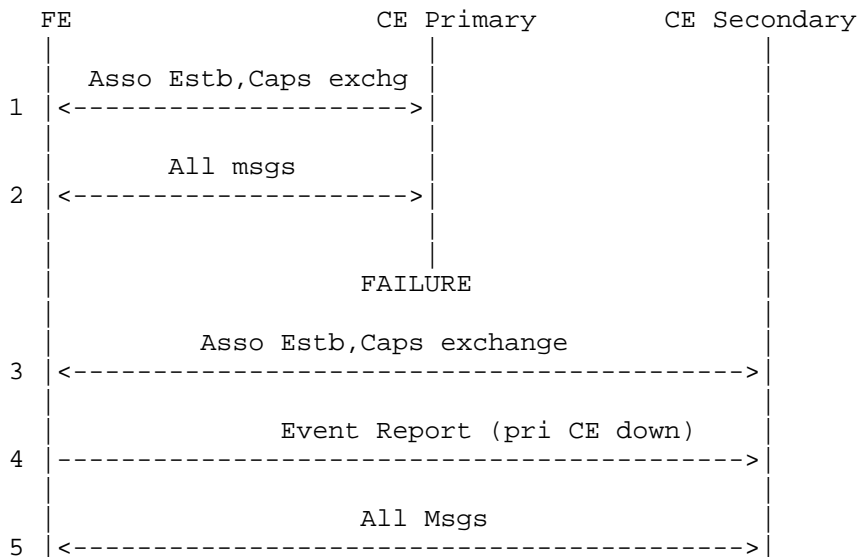 FE CE Primary CE Secondary
Asso Estb,Caps exchg
1 |<--------------------->|
All msgs
2 |<--------------------->|
FAILURE
Asso Estb,Caps exchange
3 |<------------------------------------------>|
Event Report (pri CE down)
4 |------------------------------------------->|
All Msgs
5 |<------------------------------------------>|